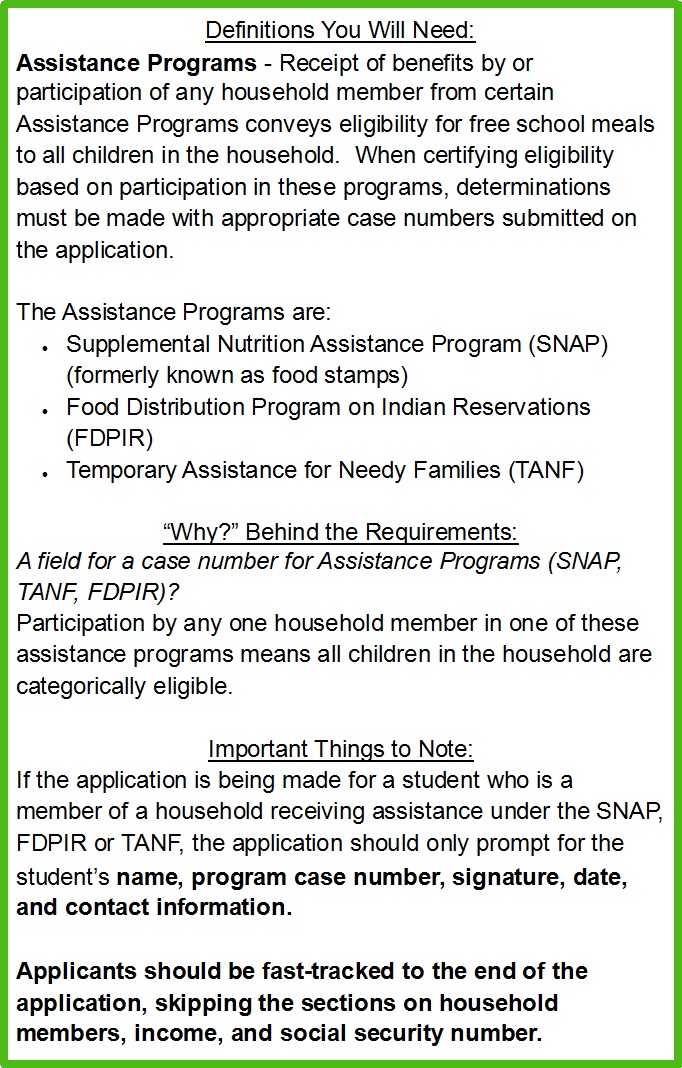 Definitions You Will Need:
Assistance Programs - Receipt of benefits by or
participation of any household member from certain
Assistance Programs conveys eligibility for free school meals
to all children in the household.  When certifying eligibility
based on participation in these programs, determinations
must be made with appropriate case numbers submitted on
the application.
The Assistance Programs are:
• Supplemental Nutrition Assistance Program (SNAP)
(formerly known as food stamps)
• Food Distribution Program on Indian Reservations
(FDPIR)
• Temporary Assistance for Needy Families (TANF)
“Why?” Behind the Requirements:
A field for a case number for Assistance Programs (SNAP,
TANF, FDPIR)?
Participation by any one household member in one of these
assistance programs means all children in the household are
categorically eligible.
Important Things to Note:
If the application is being made for a student who is a
member of a household receiving assistance under the SNAP,
FDPIR or TANF, the application should only prompt for the
student’s name, program case number, signature, date,
and contact information.
Applicants should be fast-tracked to the end of the
application, skipping the sections on household
members, income, and social security number.